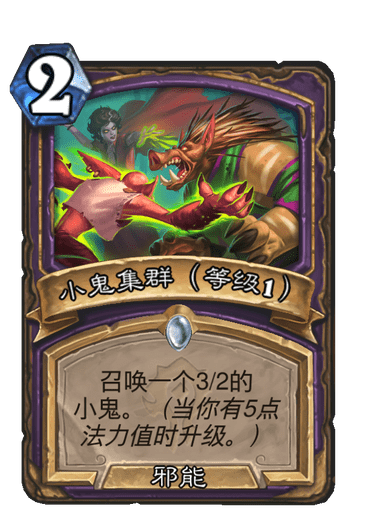 2
小鬼集群（等级1）
召唤一个3/2的
小鬼。（当你有5点
法力值时升级。）
邪能